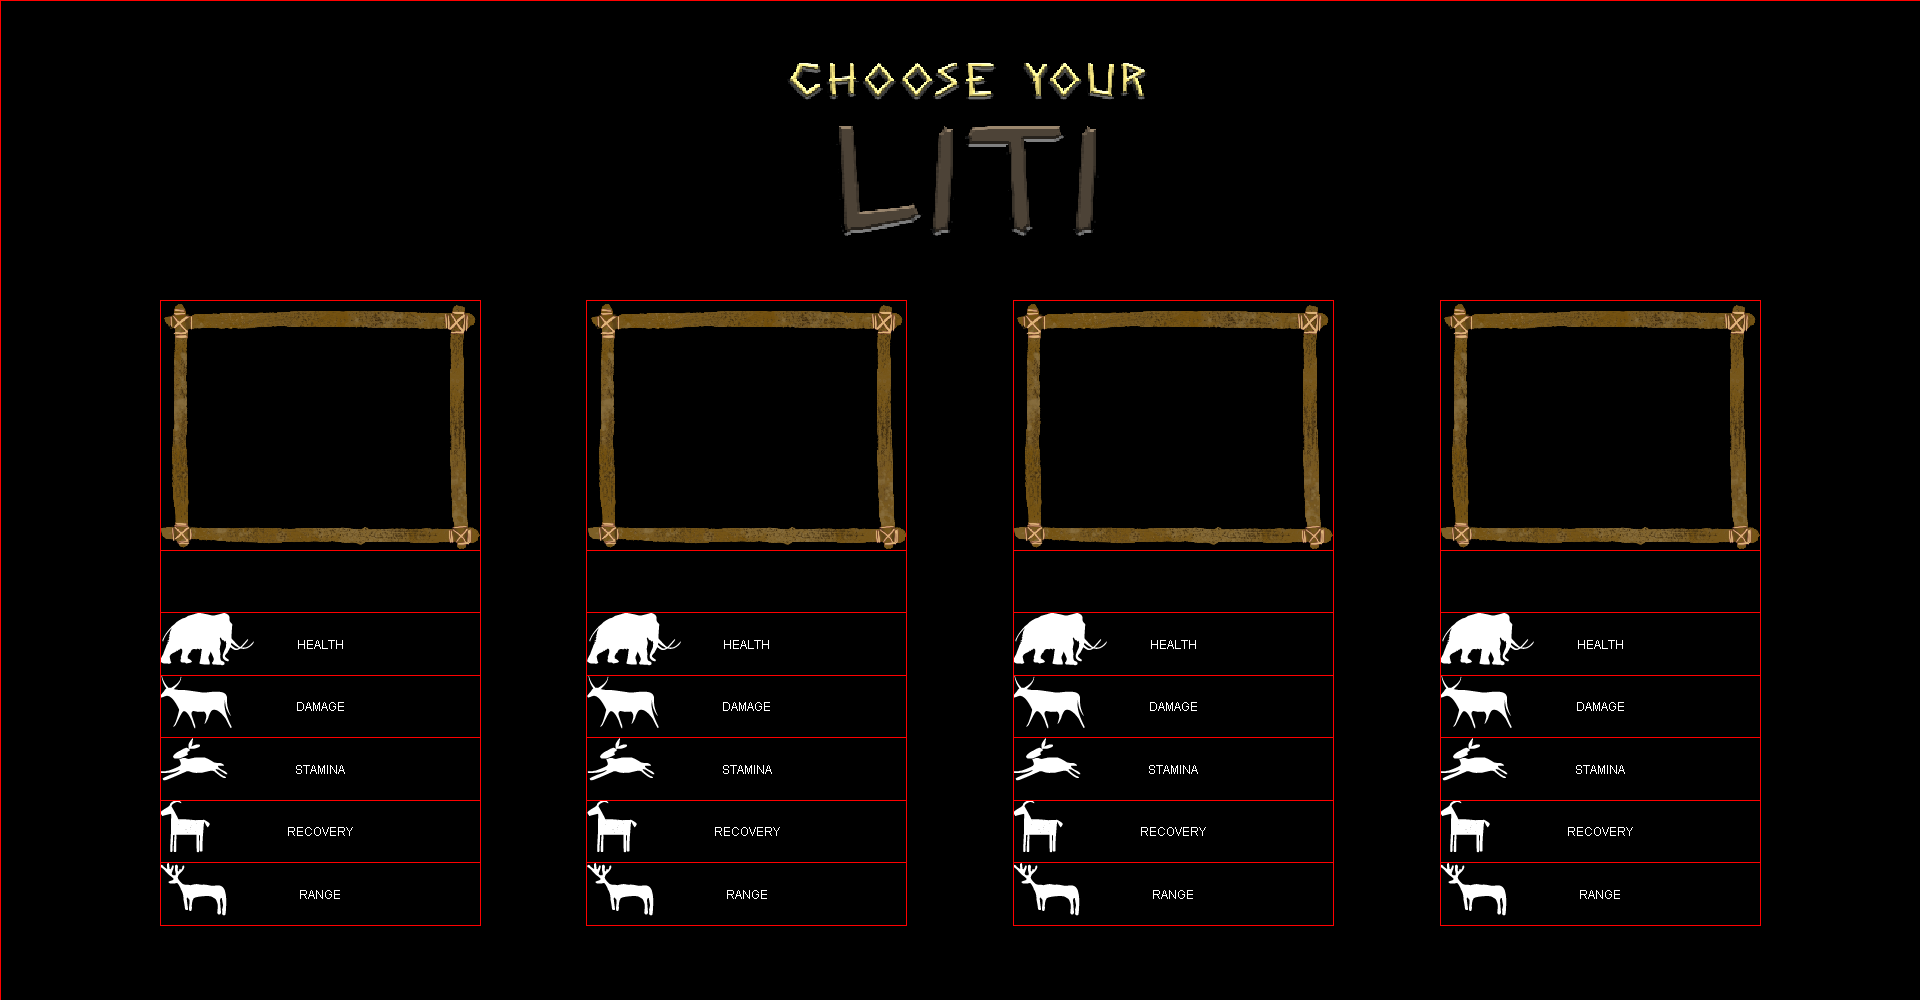 CHOOSE YOUR
LITI
HEALTH HEALTH HEALTH HEALTH
DAMAGE DAMAGE DAMAGE DAMAGE
STAMINA STAMINA STAMINA STAMINA
RECOVERY RECOVERY RECOVERY RECOVERY
RANGE RANGE RANGE RANGE